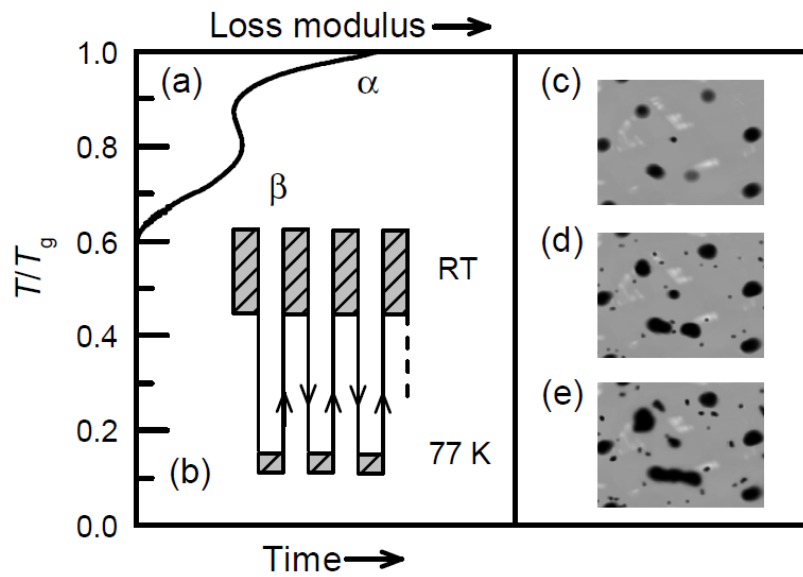 Loss modulus
1.0
(a)
α
(c)
0.8
β
(d)
0.6
RT
T/Tg
0.4
(e)
0.2
(b)
77 K
0.0
Time